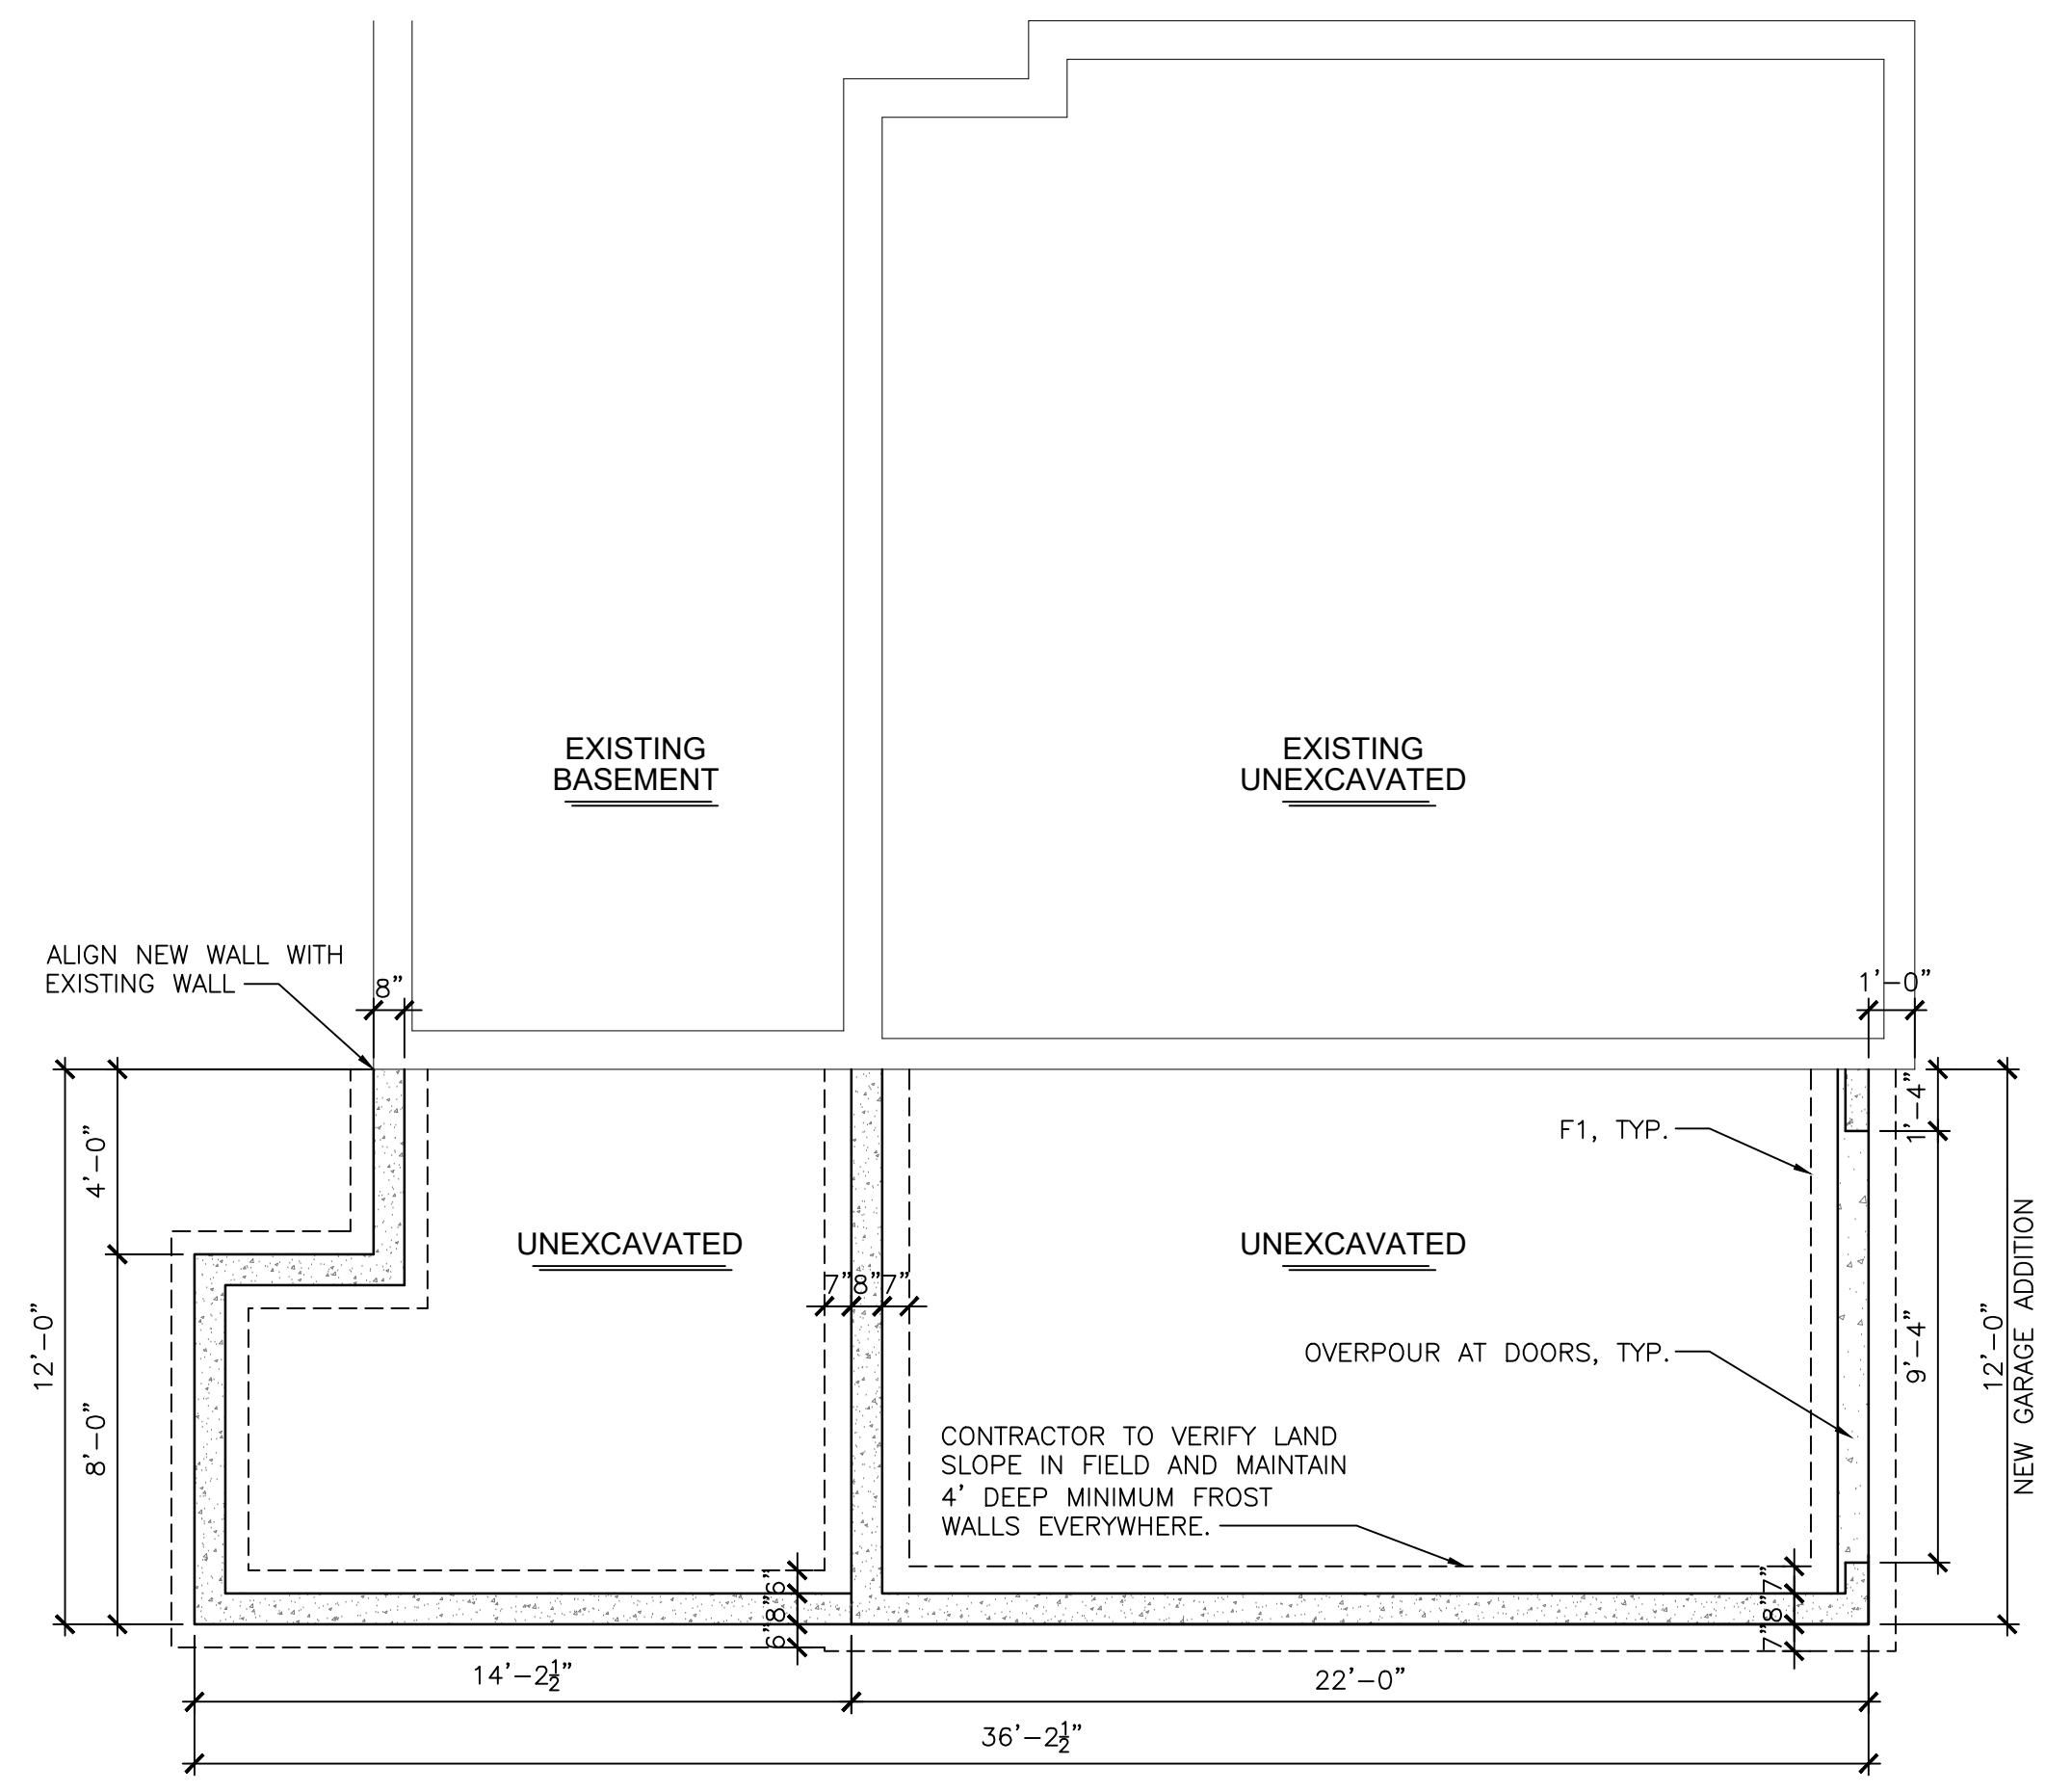 EXISTING
BASEMENT
EXISTING
UNEXCAVATED
ALIGN NEW WALL WITH
EXISTING WALL
8"
1'-0"
1'-4"
4'-0"
F1, TYP.
UNEXCAVATED
UNEXCAVATED
7" 8" 7"
12'-0"
8'-0"
9'-4"
12'-0"
NEW GARAGE ADDITION
OVERPOUR AT DOORS, TYP.
CONTRACTOR TO VERIFY LAND
SLOPE IN FIELD AND MAINTAIN
4' DEEP MINIMUM FROST
WALLS EVERYWHERE.
6"
8"
6"
7"
8"
7"
14'-2½"
22'-0"
36'-2½"